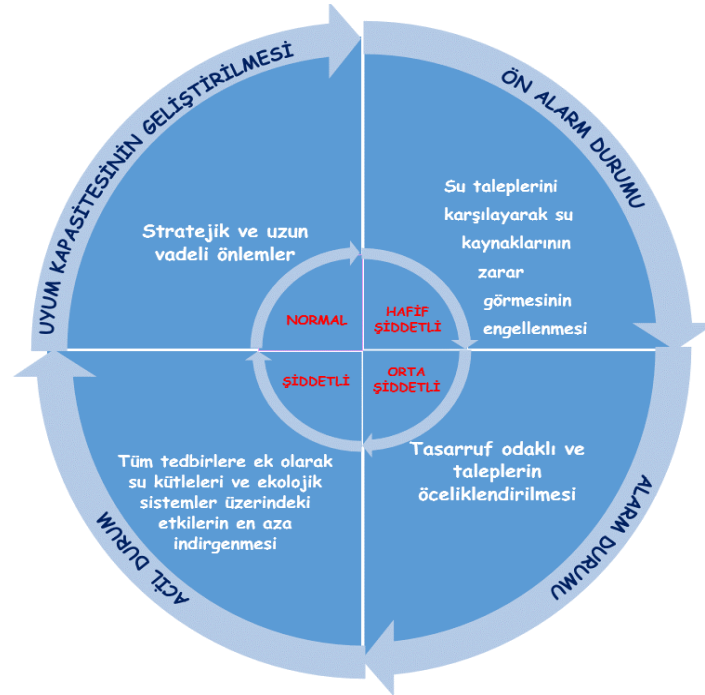 UYUM KAPASİTESİNİN GELİŞTİRİLMESİ
Stratejik ve uzun
vadeli önlemler
NORMAL
ÖN ALARM DURUMU
Su taleplerini
karşılayarak su
kaynaklarının
zarar
görmesinin
engellenmesi
HAFİF
ŞİDDETLİ
ŞİDDETLİ
Tüm tedbirlere ek olarak
su kütleleri ve ekolojik
sistemler üzerindeki
etkilerin en aza
indirgenmesi
ACİL DURUM
ORTA
ŞİDDETLİ
Tasarruf odaklı ve
taleplerin
öceliklendirilmesi
ALARM DURUMU